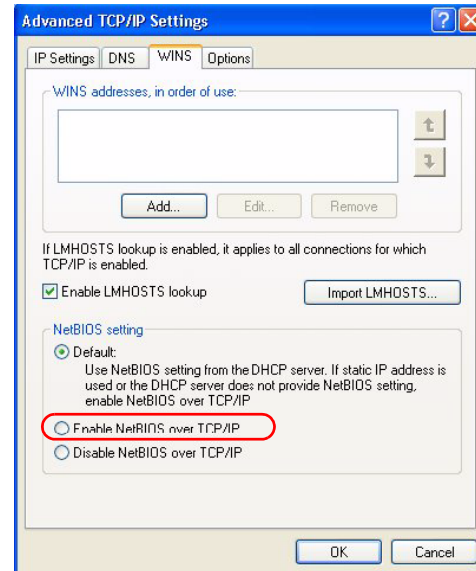 Advanced TCP/IP Settings
IP Settings DNS WINS Options
WINS addresses, in order of use:
Add... Edit... Remove
If LMHOSTS lookup is enabled, it applies to all connections for which
TCP/IP is enabled.
Enable LMHOSTS lookup Import LMHOSTS...
NetBIOS setting
Default:
Use NetBIOS setting from the DHCP server. If static IP address is
used or the DHCP server does not provide NetBIOS setting,
enable NetBIOS over TCP/IP
Enable NetBIOS over TCP/IP
Disable NetBIOS over TCP/IP
OK Cancel